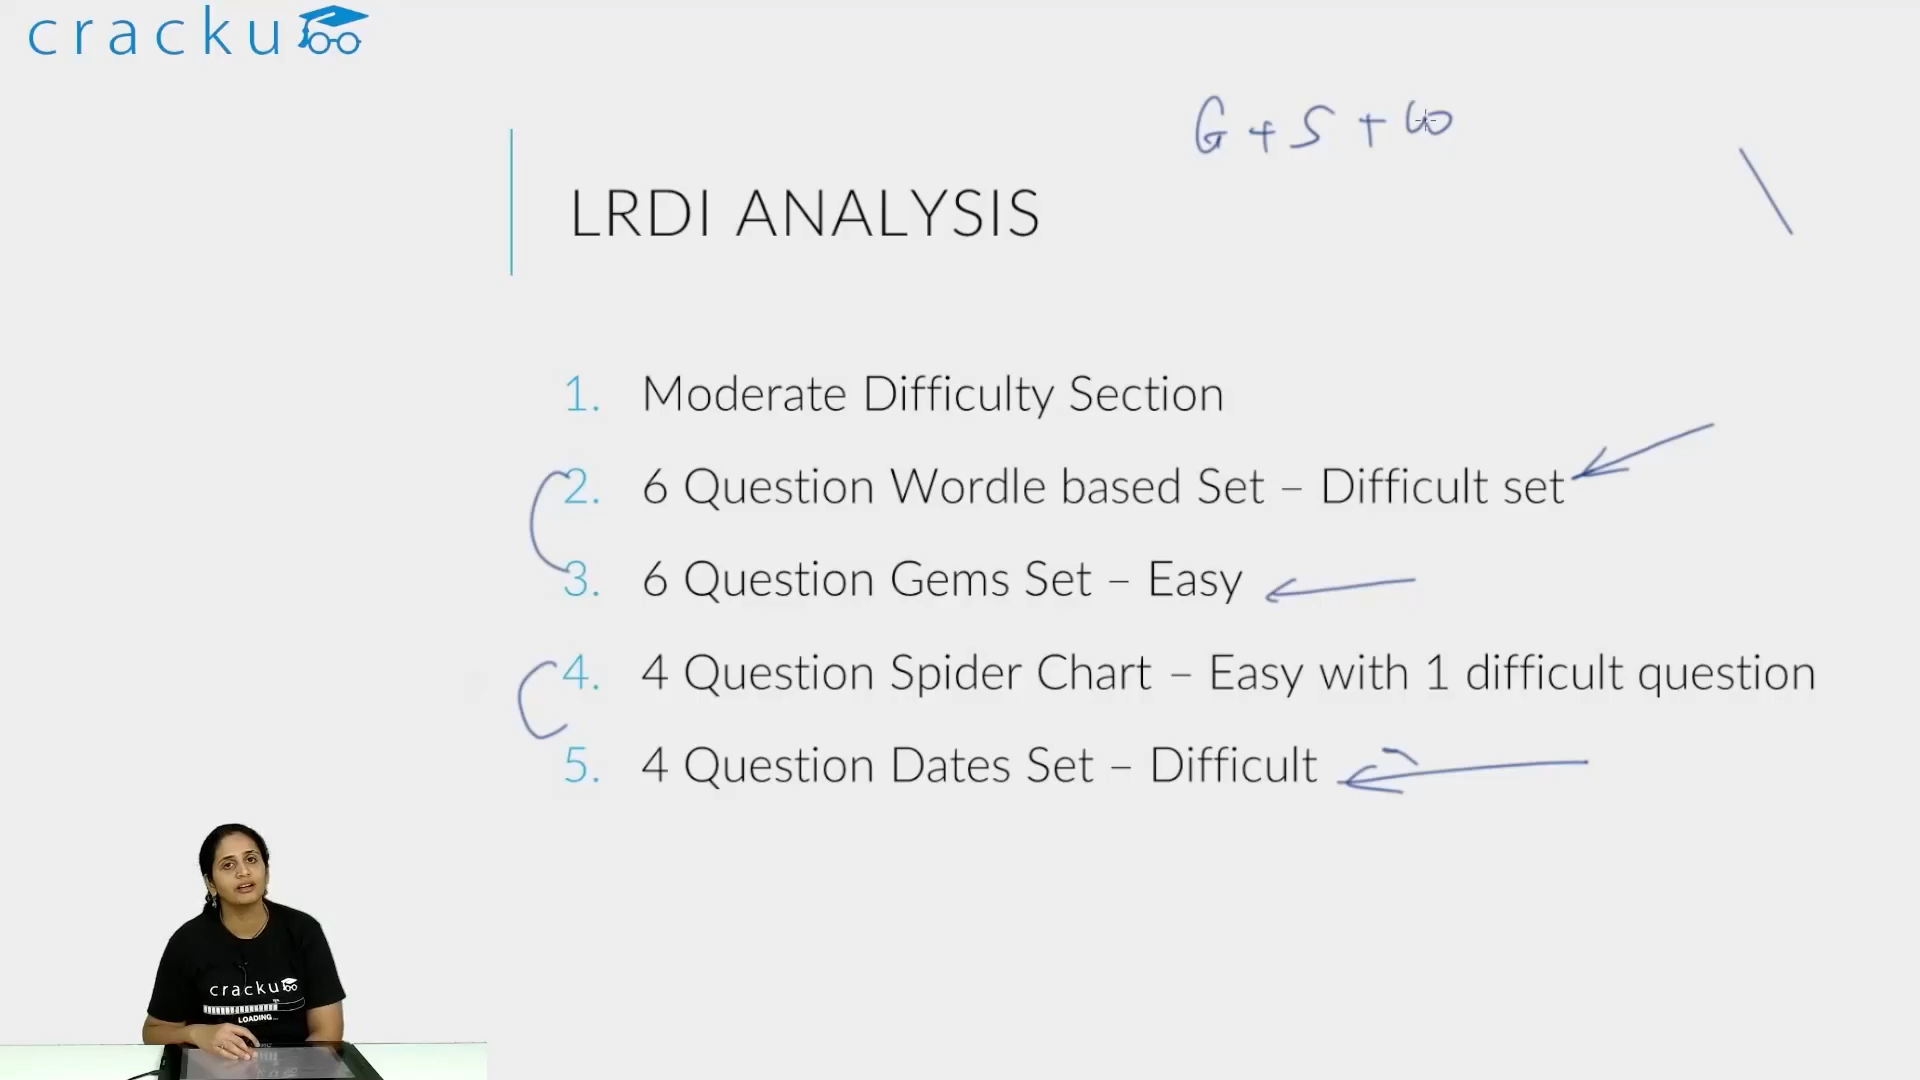 cracku
G + S + W
LRDI ANALYSIS
1. Moderate Difficulty Section
2. 6 Question Wordle based Set – Difficult set
3. 6 Question Gems Set – Easy
4. 4 Question Spider Chart – Easy with 1 difficult question
5. 4 Question Dates Set – Difficult
cracku
LOADING...